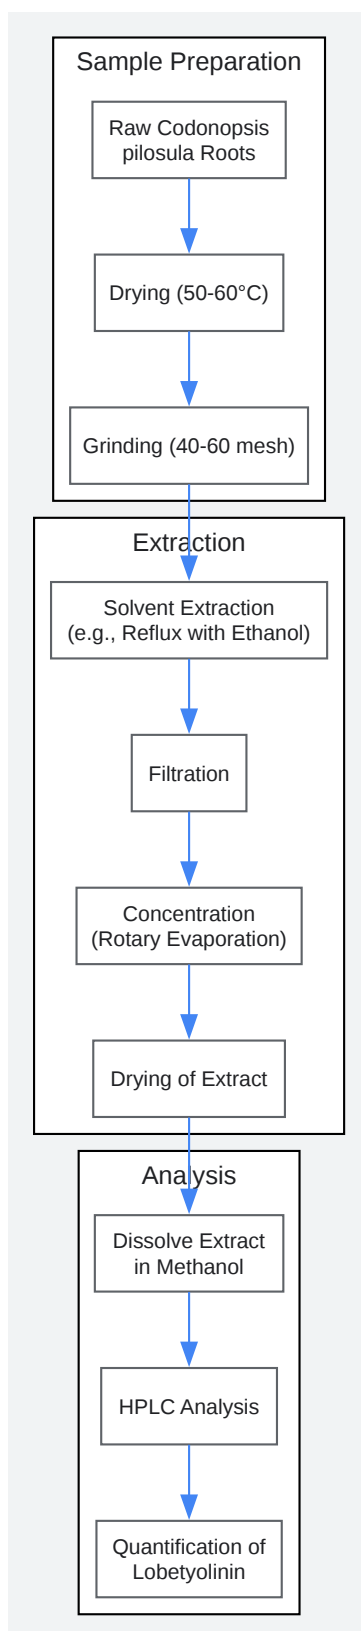 Sample Preparation
Raw Codonopsis
pilosula Roots
Drying (50-60°C)
Grinding (40-60 mesh)
Extraction
Solvent Extraction
(e.g., Reflux with Ethanol)
Filtration
Concentration
(Rotary Evaporation)
Drying of Extract
Analysis
Dissolve Extract
in Methanol
HPLC Analysis
Quantification of
Lobetyolinin